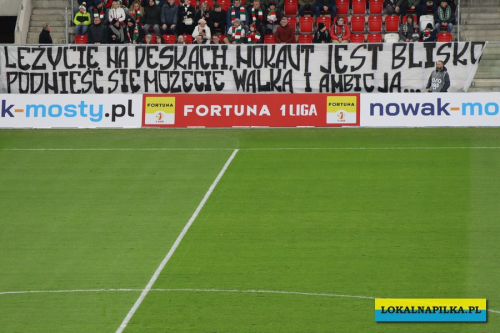 LEŻYCIE NA DESKACH, NOKAUT JEST BLISKO
PODNIEŚĆ SIĘ MOŻECIE WALKĄ I AMBICJĄ...
k-mosty.pl
FORTUNA
FORTUNA 1 LIGA
FORTUNA
nowak-mo
LOKALNAPILKA.PL